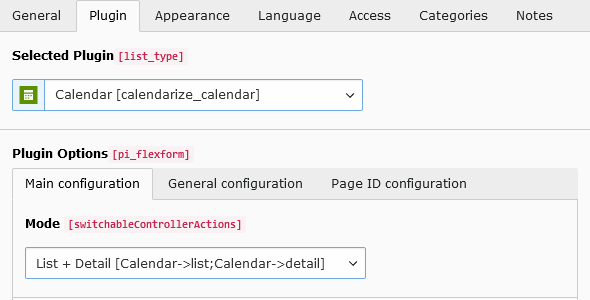 General Plugin Appearance Language Access Categories Notes
Selected Plugin [list_type]
Calendar [calendarize_calendar]
Plugin Options [pi_flexform]
Main configuration General configuration Page ID configuration
Mode [switchableControllerActions]
List + Detail [Calendar->list;Calendar->detail]